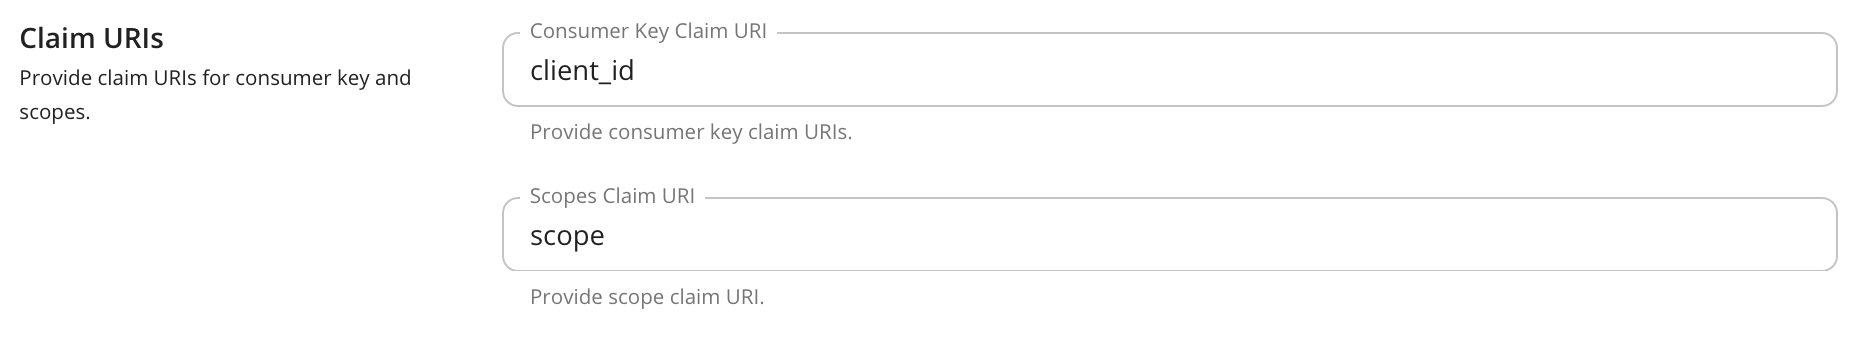 Claim URIs
Provide claim URIs for consumer key and
scopes.
Consumer Key Claim URI
client_id
Provide consumer key claim URIs.
Scopes Claim URI
scope
Provide scope claim URI.